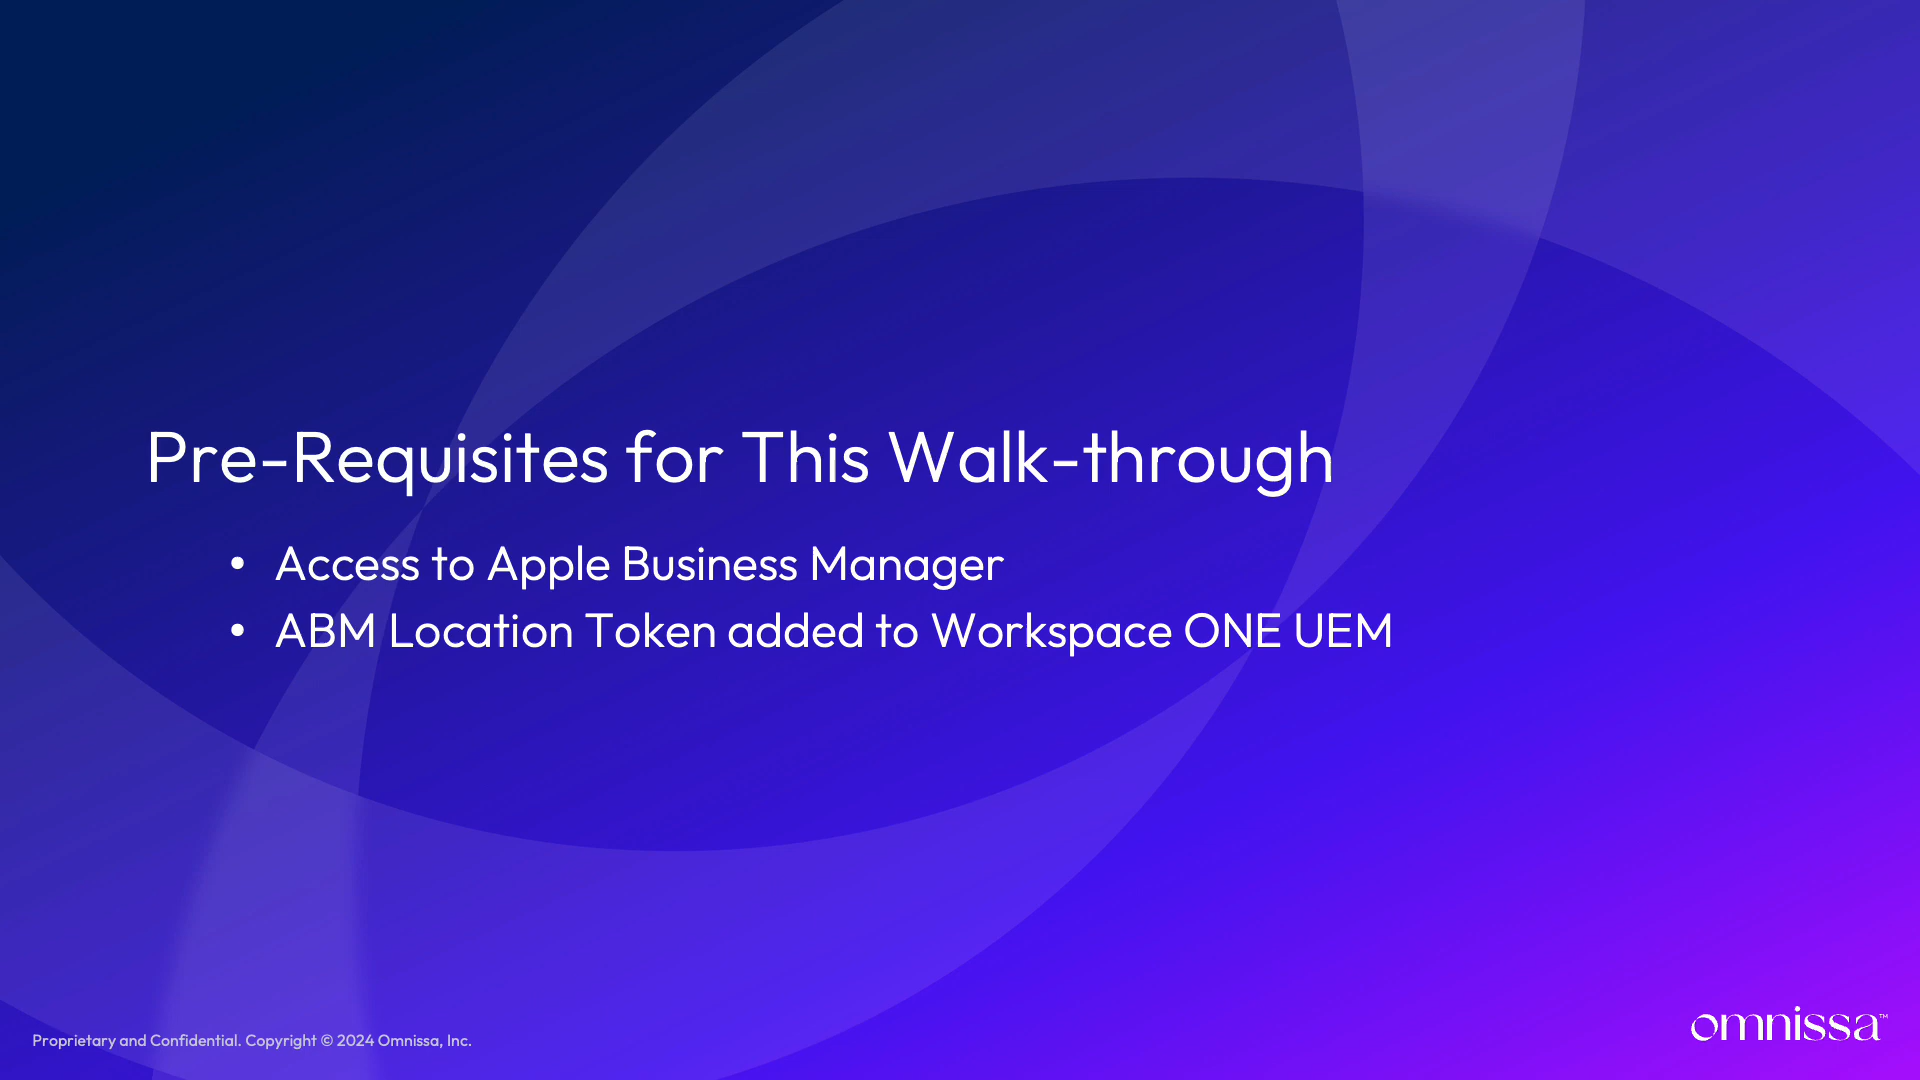 Pre-Requisites for This Walk-through
• Access to Apple Business Manager
• ABM Location Token added to Workspace ONE UEM
Proprietary and Confidential. Copyright © 2024 Omnissa, Inc.
omnissa™